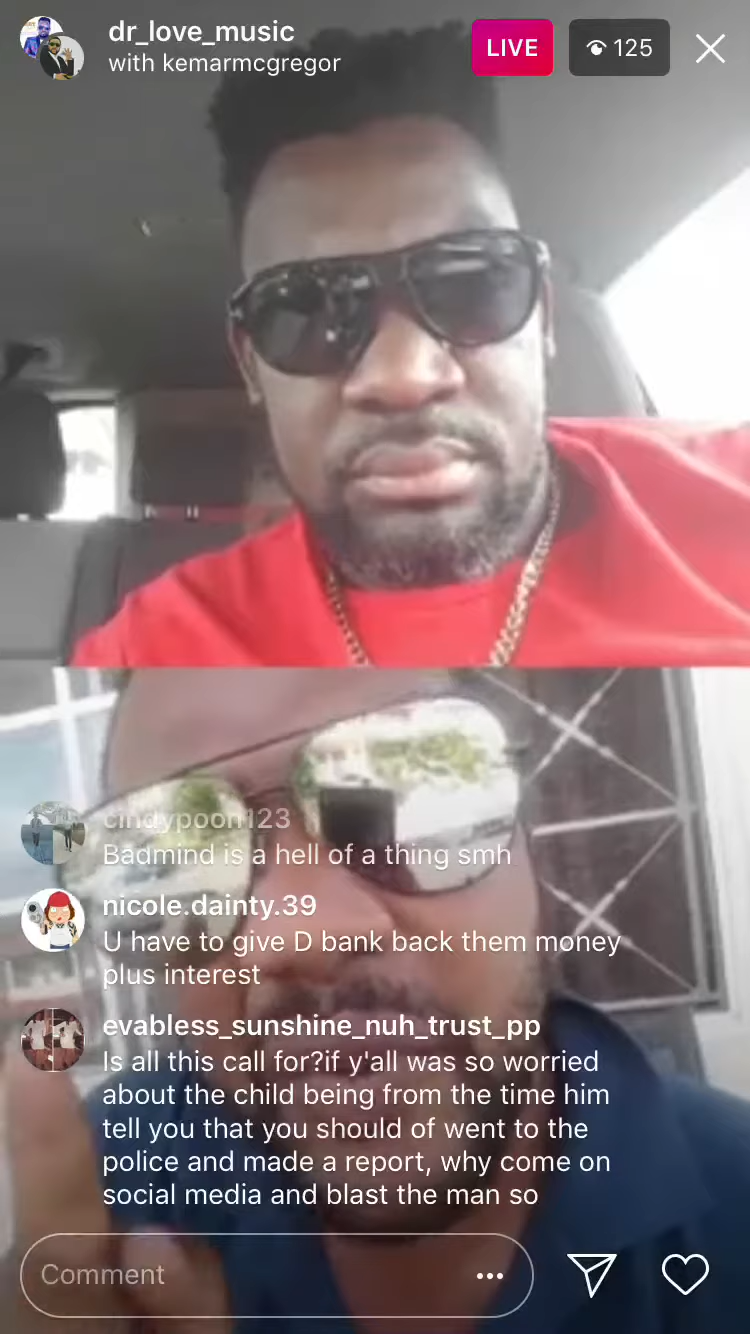 dr_love_music
with kemarmcgregor
LIVE
125
cindypoon123
Badmind is a hell of a thing smh
nicole.dainty.39
U have to give D bank back them money
plus interest
evabless_sunshine_nuh_trust_pp
Is all this call for?if y'all was so worried
about the child being from the time him
tell you that you should of went to the
police and made a report, why come on
social media and blast the man so
Comment